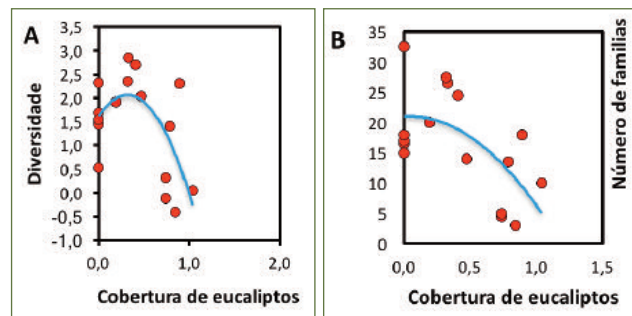 A
Diversidade
3,5
3,0
2,5
2,0
1,5
1,0
0,5
0,0
-0,5
-1,0
0,0 1,0 2,0
Cobertura de eucaliptos
B
35
30
25
20
15
10
5
0
0,0 0,5 1,0 1,5
Cobertura de eucaliptos
Número de familias